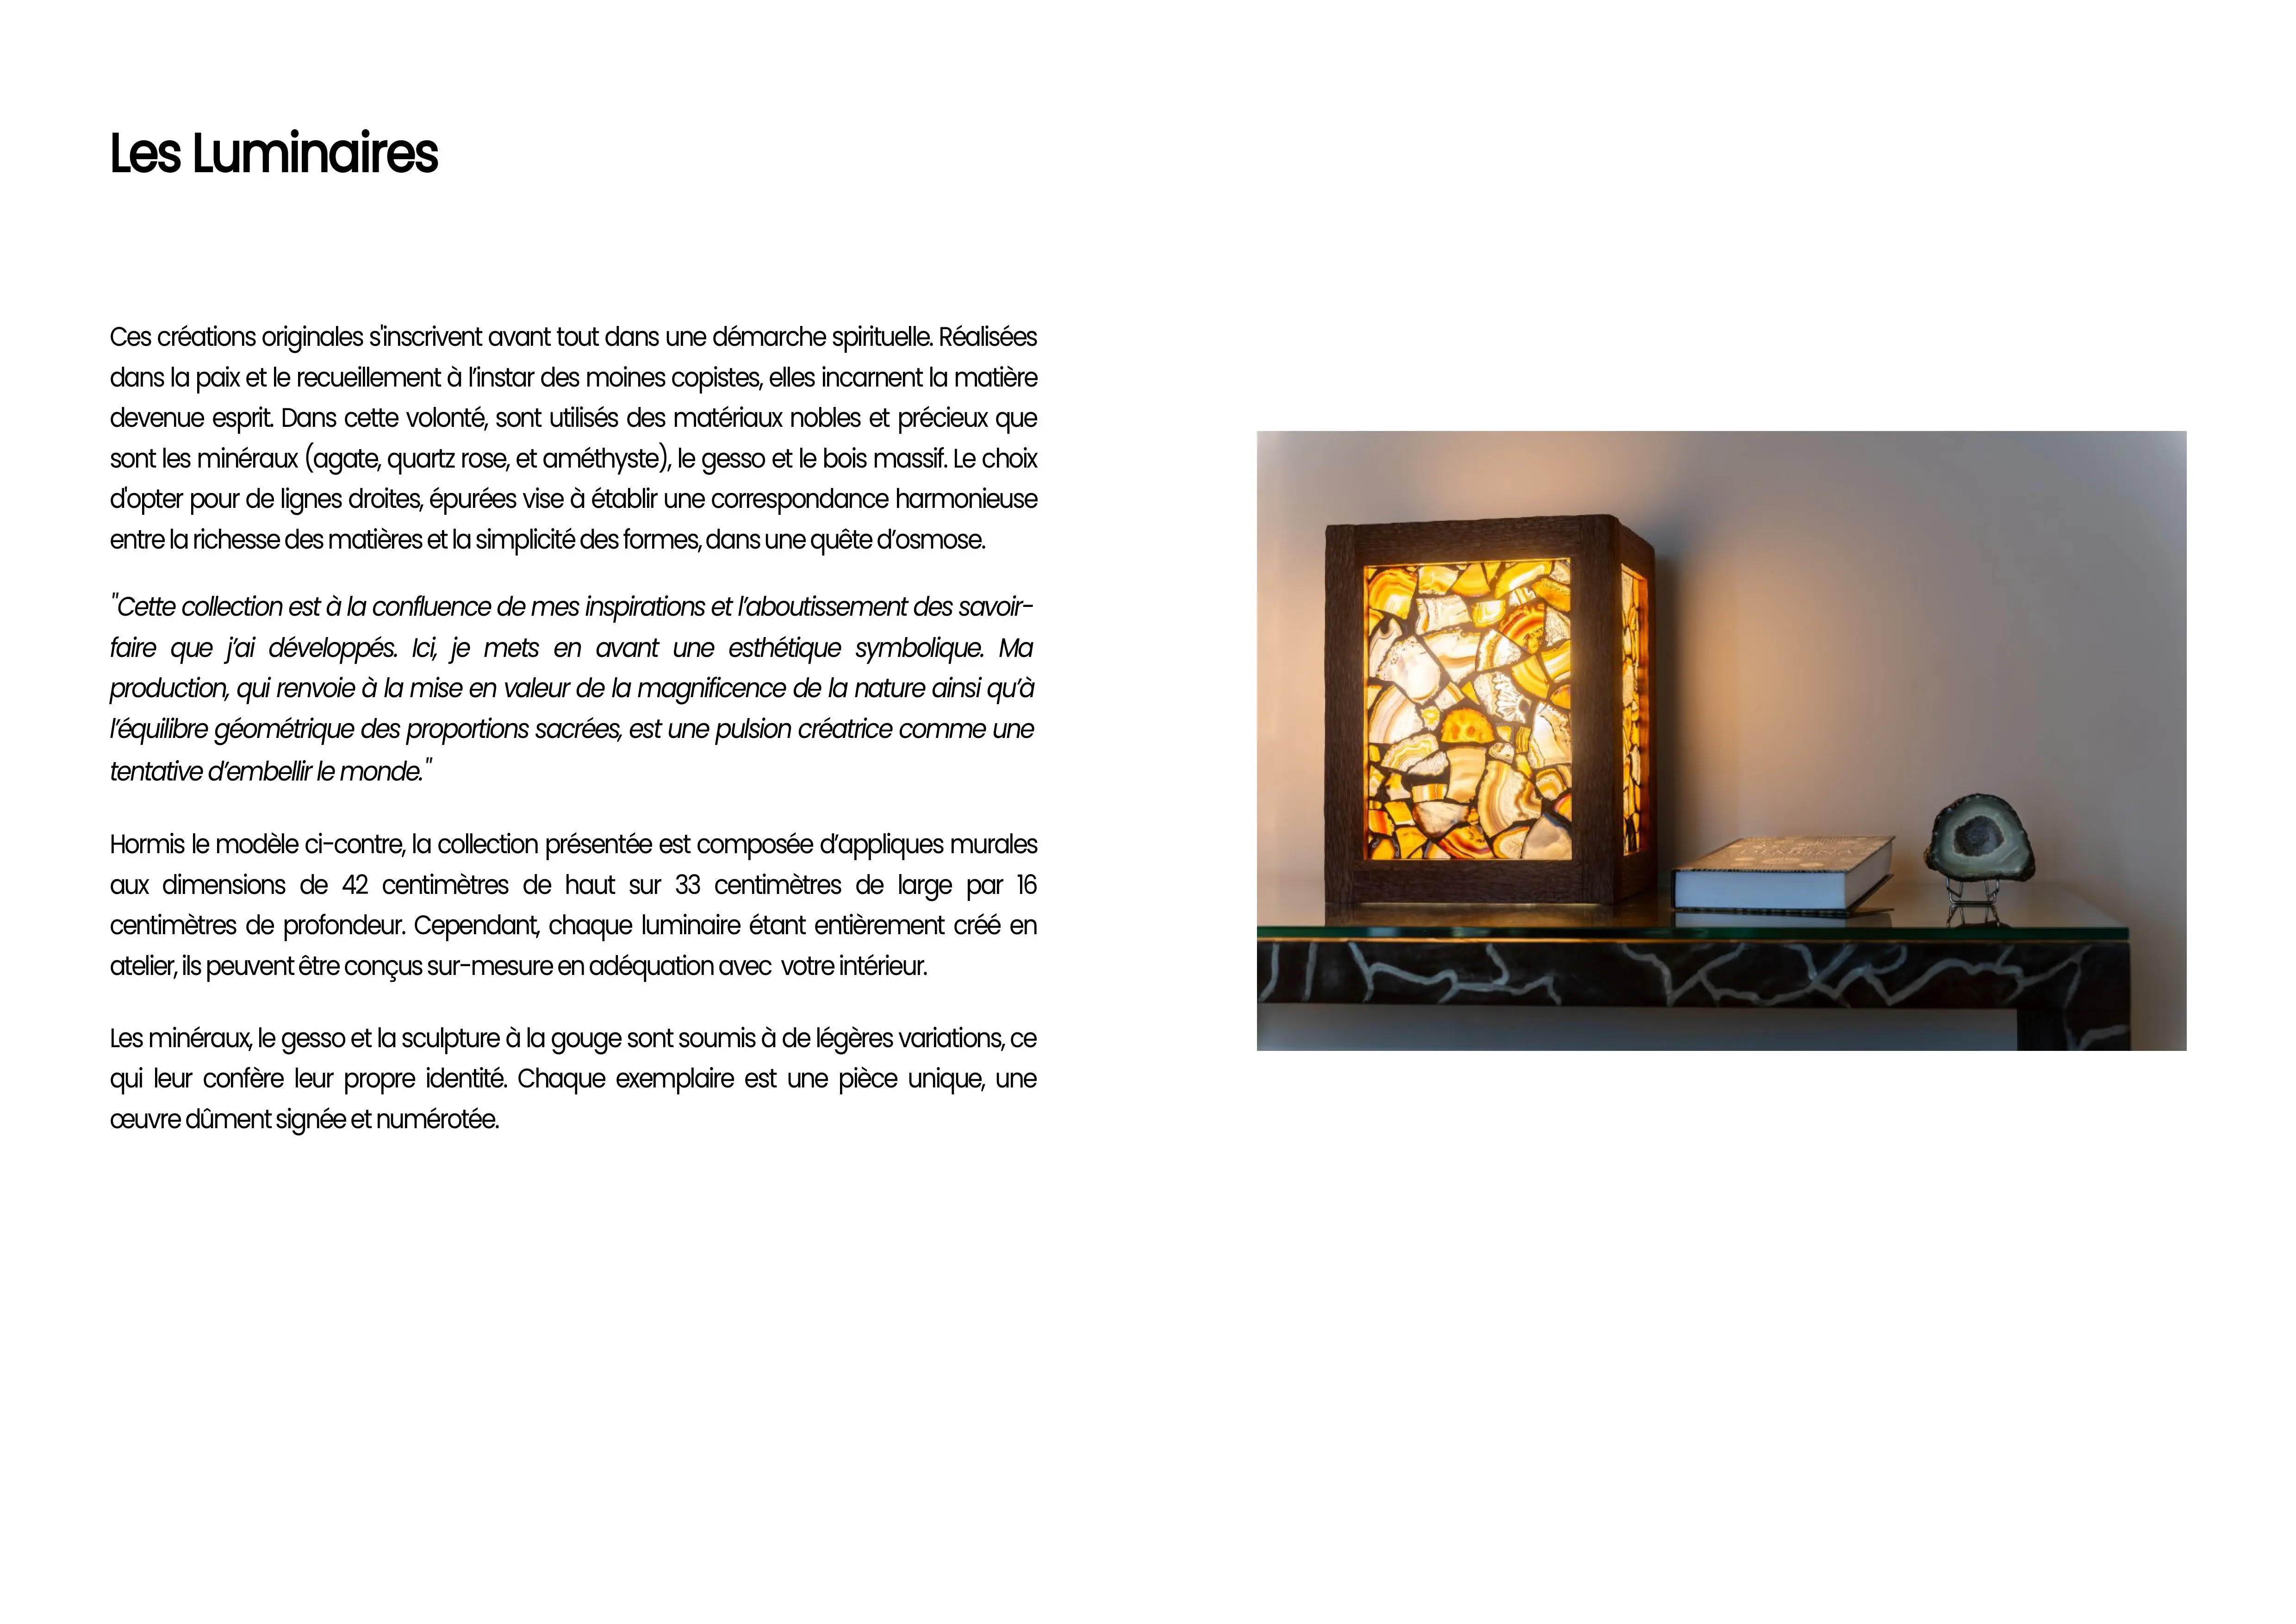 Les Luminaires
Ces créations originales s'inscrivent avant tout dans une démarche spirituelle. Réalisées
dans la paix et le recueillement à l’instar des moines copistes, elles incarnent la matière
devenue esprit. Dans cette volonté, sont utilisés des matériaux nobles et précieux que
sont les minéraux (agate, quartz rose, et améthyste), le gesso et le bois massif. Le choix
d'opter pour de lignes droites, épurées vise à établir une correspondance harmonieuse
entre la richesse des matières et la simplicité des formes, dans une quête d’osmose.
"Cette collection est à la confluence de mes inspirations et l’aboutissement des savoir-
faire que j’ai développés. Ici, je mets en avant une esthétique symbolique. Ma
production, qui renvoie à la mise en valeur de la magnificence de la nature ainsi qu’à
l’équilibre géométrique des proportions sacrées, est une pulsion créatrice comme une
tentative d’embellir le monde."
Hormis le modèle ci-contre, la collection présentée est composée d’appliques murales
aux dimensions de 42 centimètres de haut sur 33 centimètres de large par 16
centimètres de profondeur. Cependant, chaque luminaire étant entièrement créé en
atelier, ils peuvent être conçus sur-mesure en adéquation avec  votre intérieur.
Les minéraux, le gesso et la sculpture à la gouge sont soumis à de légères variations, ce
qui leur confère leur propre identité. Chaque exemplaire est une pièce unique, une
œuvre dûment signée et numérotée.